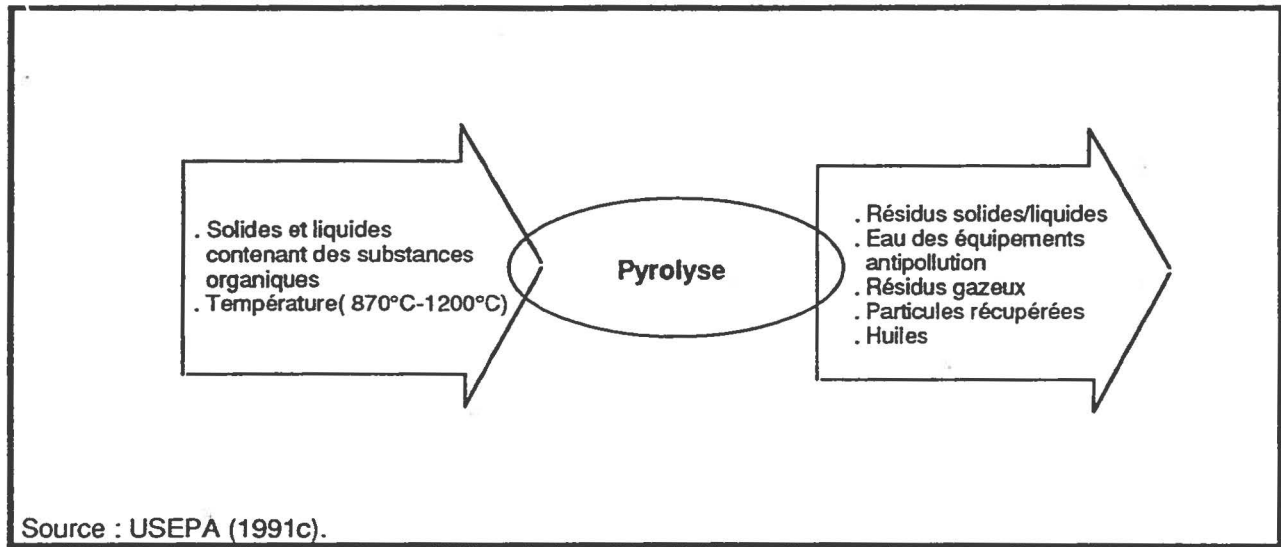 . Solides et liquides
contenant des substances
organiques
. Température( 870°C-1200°C)
Pyrolyse
. Résidus solides/liquides
. Eau des équipements
antipollution
. Résidus gazeux
. Particules récupérées
. Huiles
Source : USEPA (1991c).